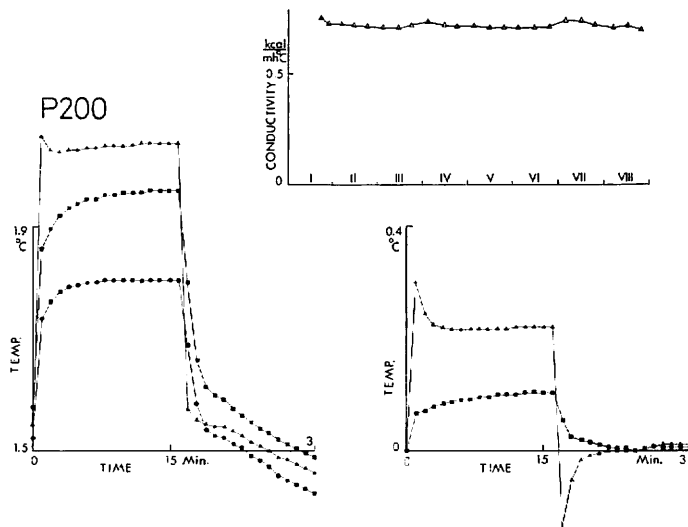 kcal
mh°C
0.5
CONDUCTIVITY
0
I II III IV V VI VII VIII
P200
1.9
°C
TEMP.
1.5
0 15 Min. 3
TIME
0.4
°C
TEMP.
0
0 15 Min. 3
TIME